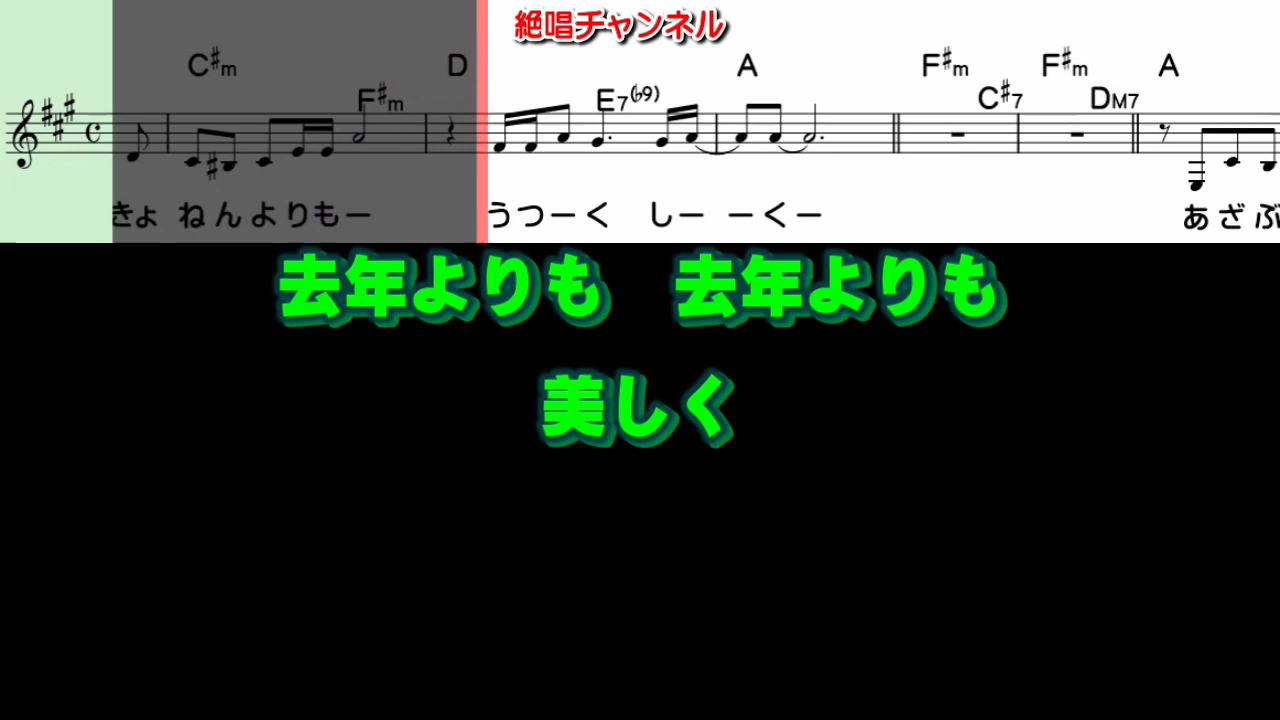 絶唱チャンネル
C♯m D A F♯m F♯m A
F♯m E7(♭9) C♯7 DM7
きょ ねんよりもー うつーく しー ーくー あざぶ
去年よりも 去年よりも
美しく